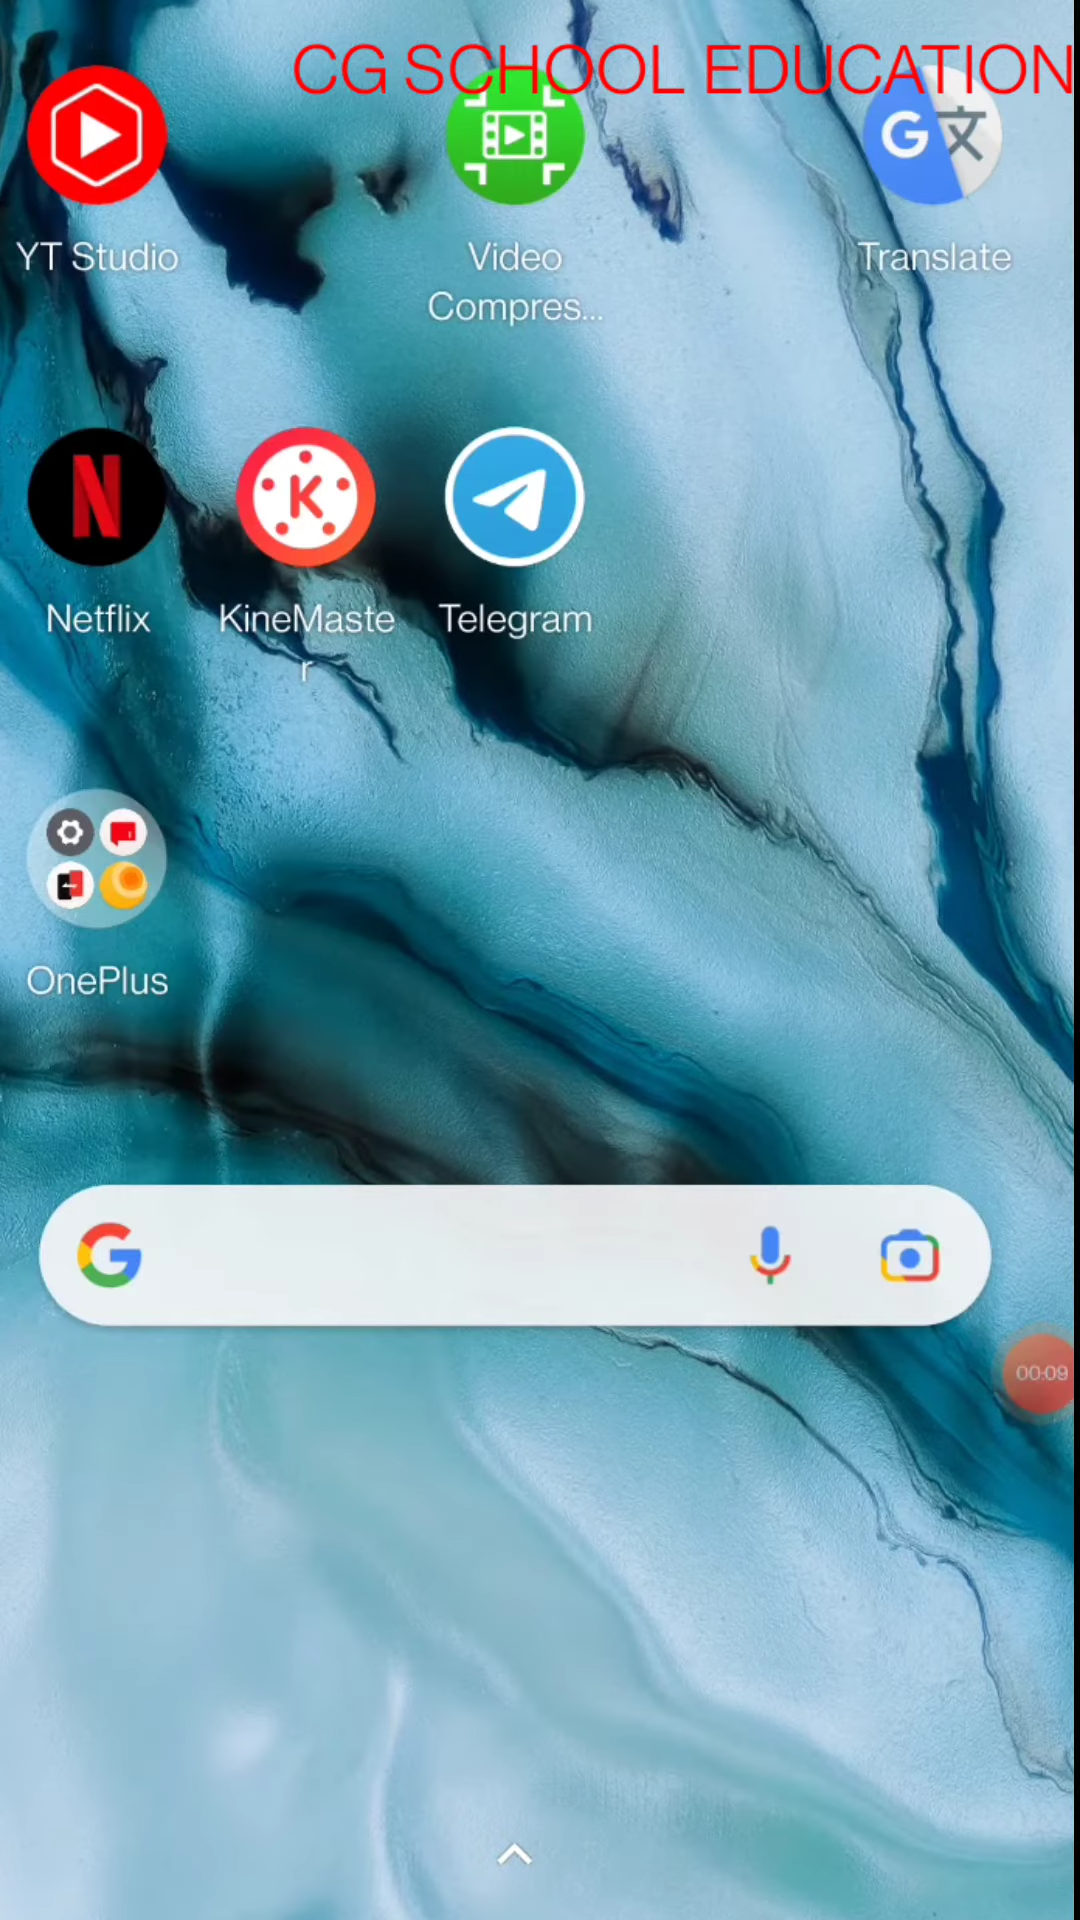 CG SCHOOL EDUCATION
YT Studio
Video
Compres...
Translate
Netflix
KineMaste
r
Telegram
OnePlus
00:09